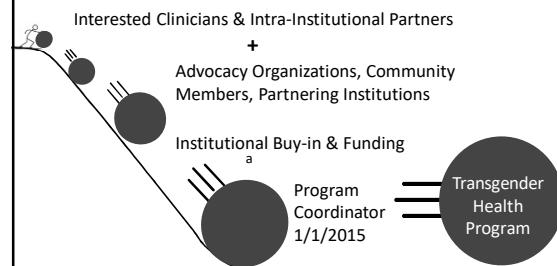 Interested Clinicians & Intra-Institutional Partners
+
Advocacy Organizations, Community
Members, Partnering Institutions
Institutional Buy-in & Funding
a
Program
Coordinator
1/1/2015
Transgender
Health
Program